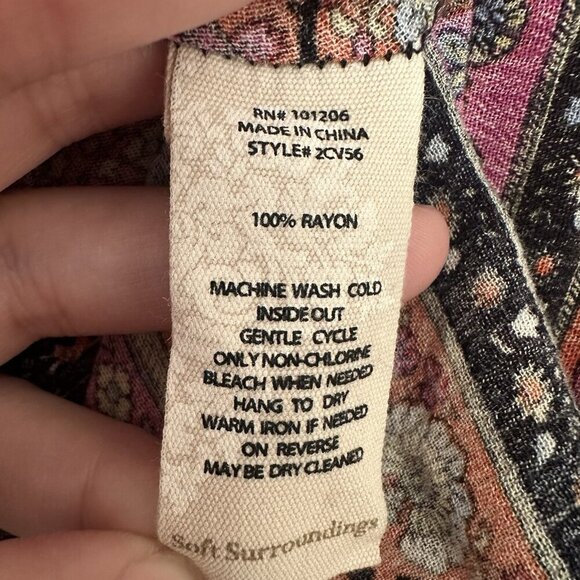 RN# 101206
MADE IN CHINA
STYLE# 2CV56
100% RAYON
MACHINE WASH COLD
INSIDE OUT
GENTLE CYCLE
ONLY NON-CHLORINE
BLEACH WHEN NEEDED
HANG TO DRY
WARM IRON IF NEEDED
ON REVERSE
MAY BE DRY CLEANED
Soft Surroundings